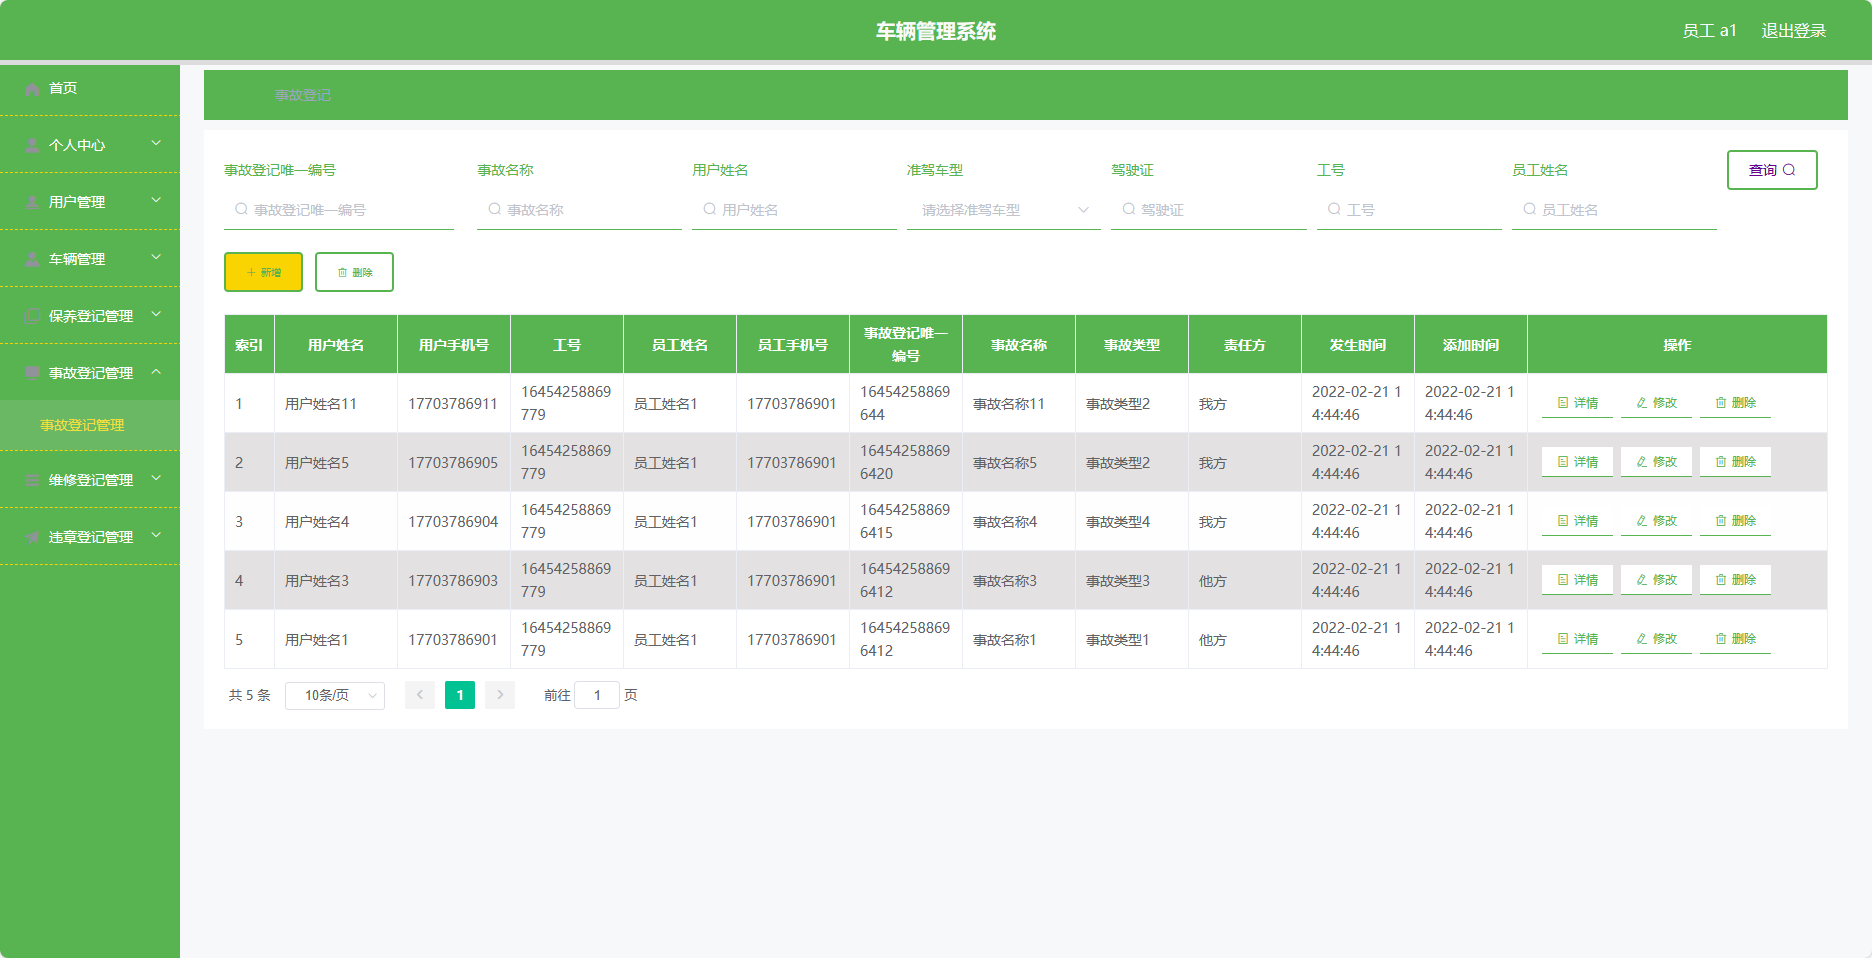 车辆管理系统
员工 a1 退出登录
首页
个人中心
用户管理
车辆管理
保养登记管理
事故登记管理
事故登记管理
维修登记管理
违章登记管理
事故登记
事故登记唯一编号 事故名称 用户姓名 准驾车型 驾驶证 工号 员工姓名 查询
事故登记唯一编号 事故名称 用户姓名 请选择准驾车型 驾驶证 工号 员工姓名
新增 删除
索引 用户姓名 用户手机号 工号 员工姓名 员工手机号 事故登记唯一编号 事故名称 事故类型 责任方 发生时间 添加时间 操作
1 用户姓名11 17703786911 16454258869779 员工姓名1 17703786901 16454258869644 事故名称11 事故类型2 我方 2022-02-21 14:44:46 2022-02-21 14:44:46 详情 修改 删除
2 用户姓名5 17703786905 16454258869779 员工姓名1 17703786901 164542588696420 事故名称5 事故类型2 我方 2022-02-21 14:44:46 2022-02-21 14:44:46 详情 修改 删除
3 用户姓名4 17703786904 16454258869779 员工姓名1 17703786901 164542588696415 事故名称4 事故类型4 我方 2022-02-21 14:44:46 2022-02-21 14:44:46 详情 修改 删除
4 用户姓名3 17703786903 16454258869779 员工姓名1 17703786901 164542588696412 事故名称3 事故类型3 他方 2022-02-21 14:44:46 2022-02-21 14:44:46 详情 修改 删除
5 用户姓名1 17703786901 16454258869779 员工姓名1 17703786901 164542588696412 事故名称1 事故类型1 他方 2022-02-21 14:44:46 2022-02-21 14:44:46 详情 修改 删除
共 5 条 10条/页 1 前往 1 页